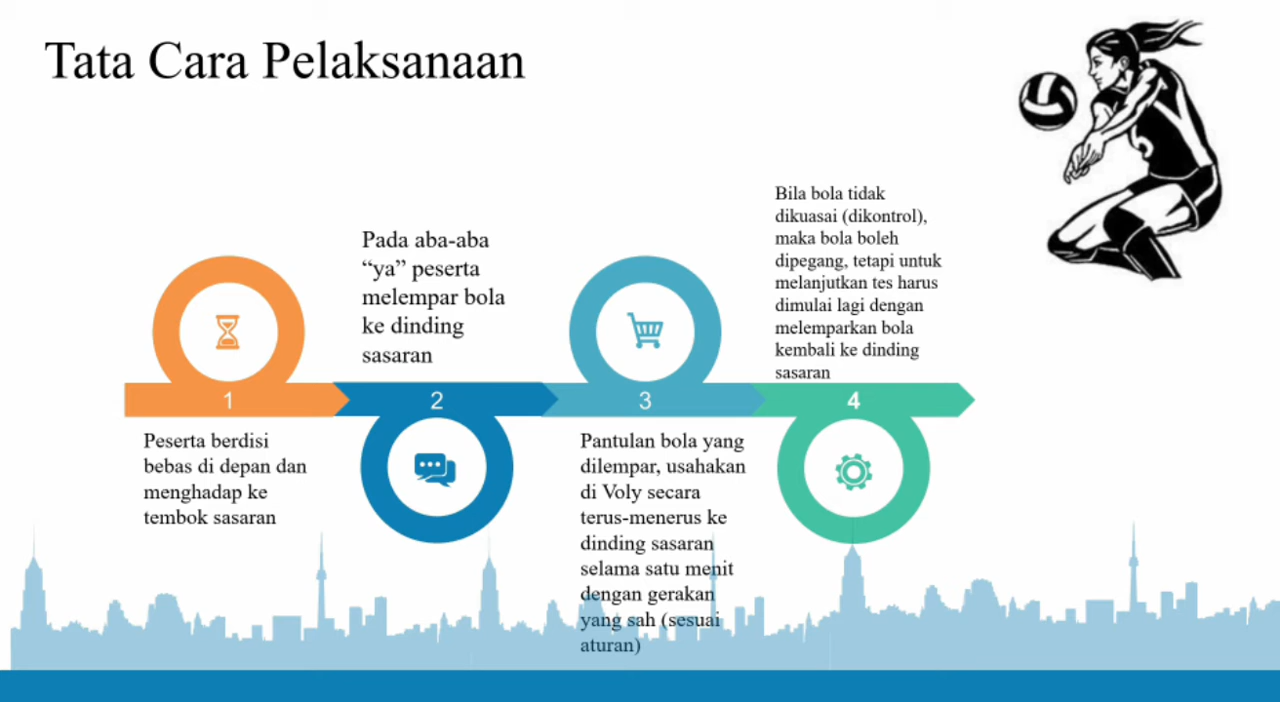 Tata Cara Pelaksanaan
1
Peserta berdisi
bebas di depan dan
menghadap ke
tembok sasaran
Pada aba-aba
“ya” peserta
melempar bola
ke dinding
sasaran
2
3
Pantulan bola yang
dilempar, usahakan
di Voly secara
terus-menerus ke
dinding sasaran
selama satu menit
dengan gerakan
yang sah (sesuai
aturan)
Bila bola tidak
dikuasai (dikontrol),
maka bola boleh
dipegang, tetapi untuk
melanjutkan tes harus
dimulai lagi dengan
melemparkan bola
kembali ke dinding
sasaran
4